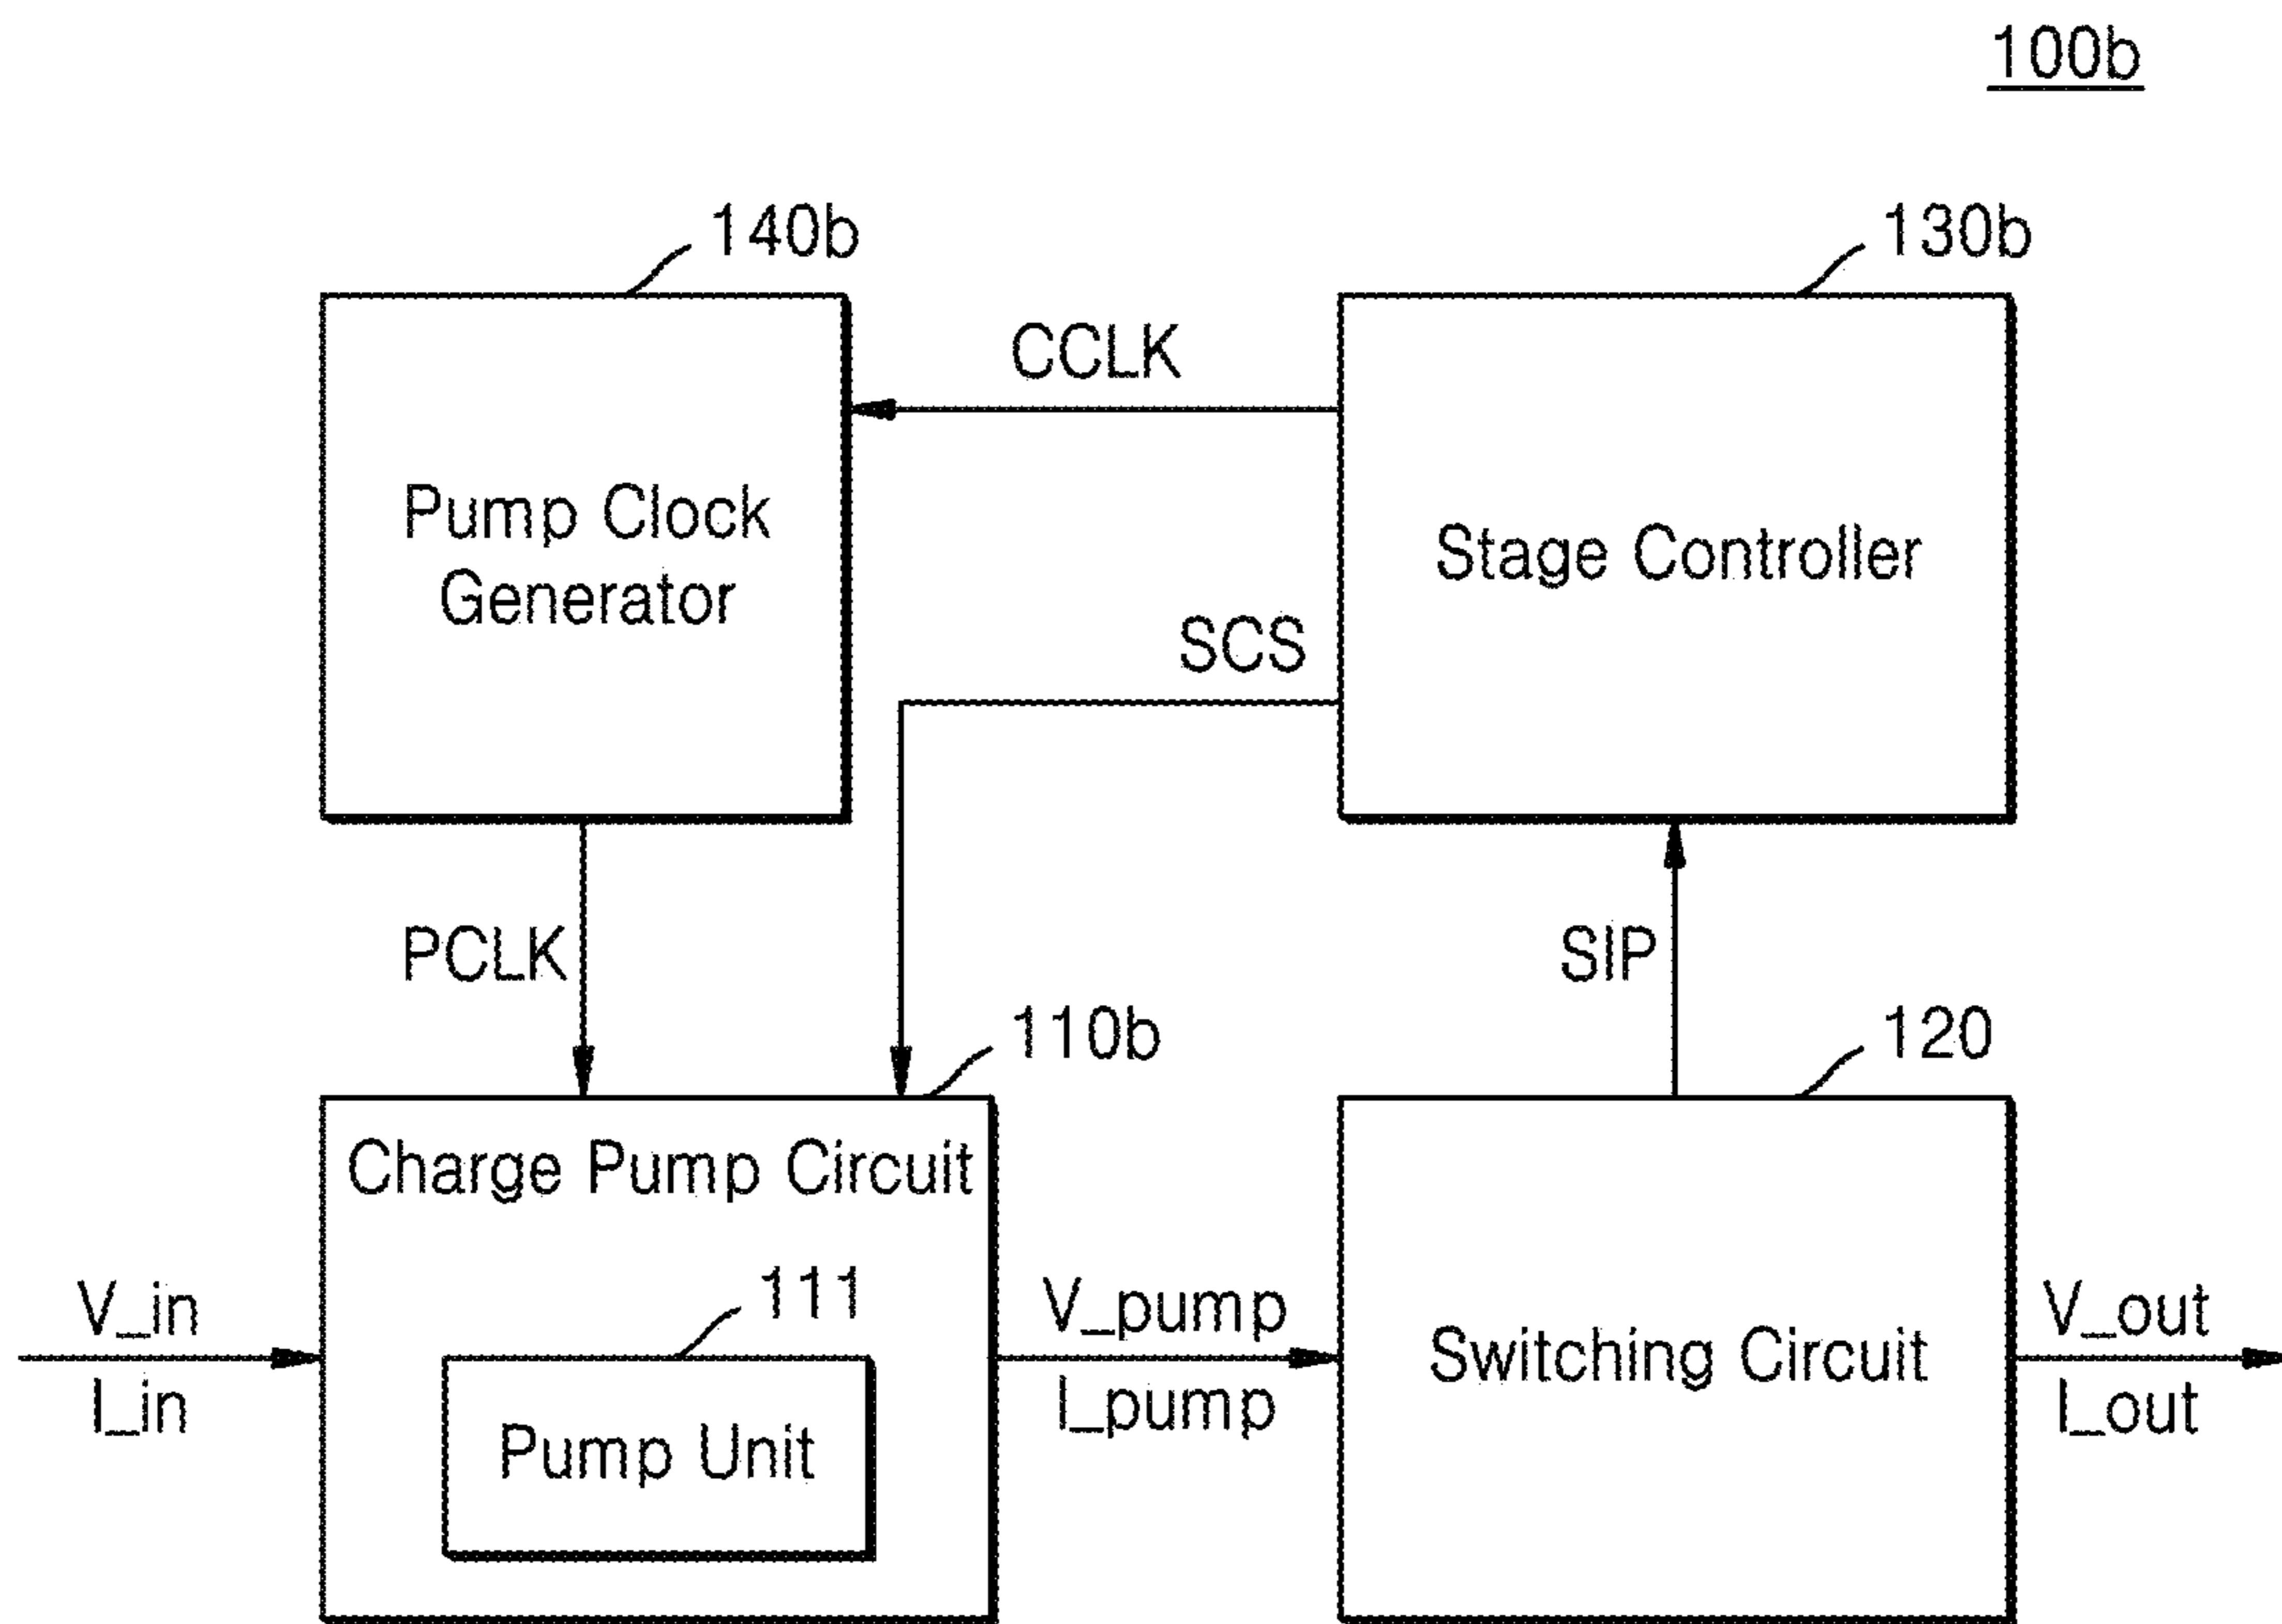 100b
140b
130b
CCLK
Pump Clock
Generator
Stage Controller
SCS
PCLK
SIP
110b
120
Charge Pump Circuit
V_in
I_in
111
Pump Unit
V_pump
I_pump
Switching Circuit
V_out
I_out